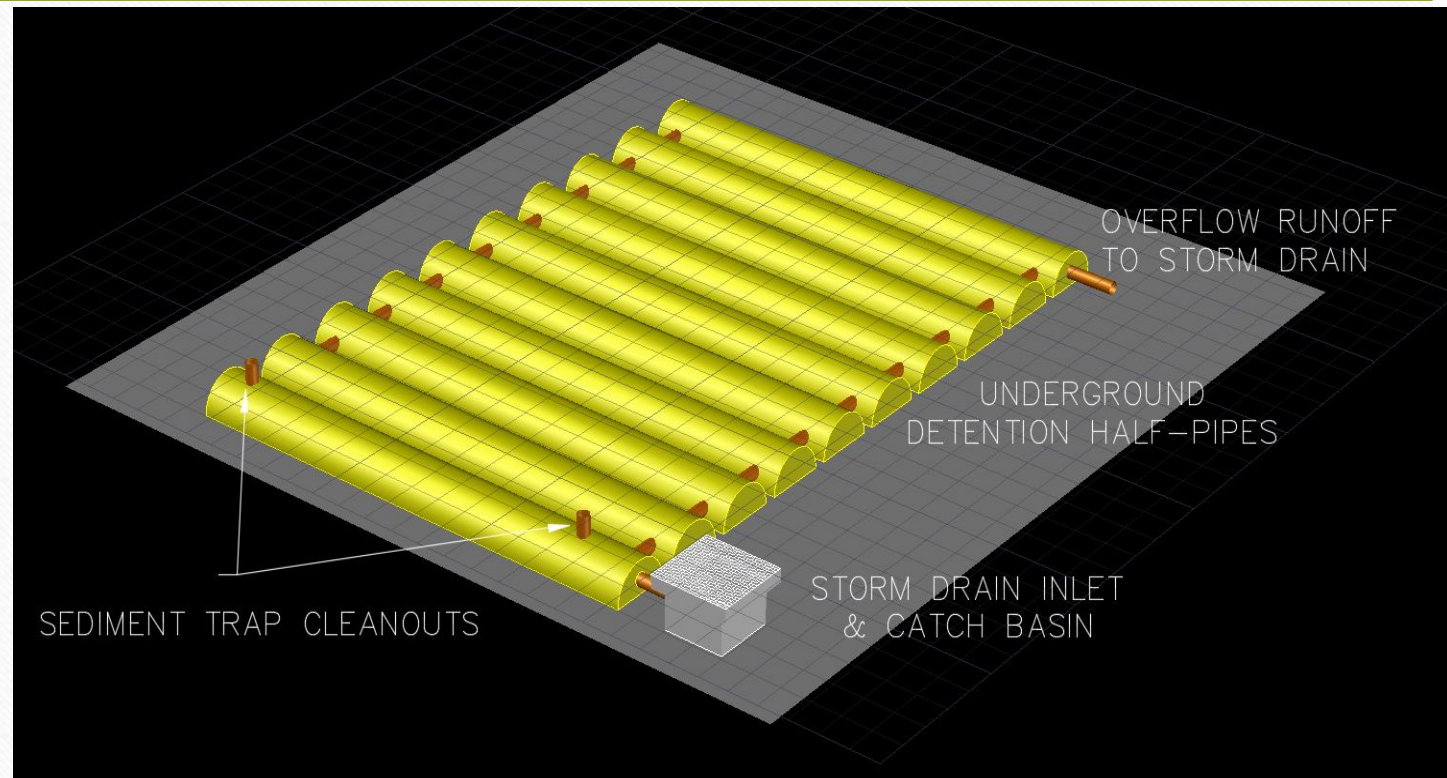 OVERFLOW RUNOFF
TO STORM DRAIN
UNDERGROUND
DETENTION HALF-PIPES
STORM DRAIN INLET
& CATCH BASIN
SEDIMENT TRAP CLEANOUTS